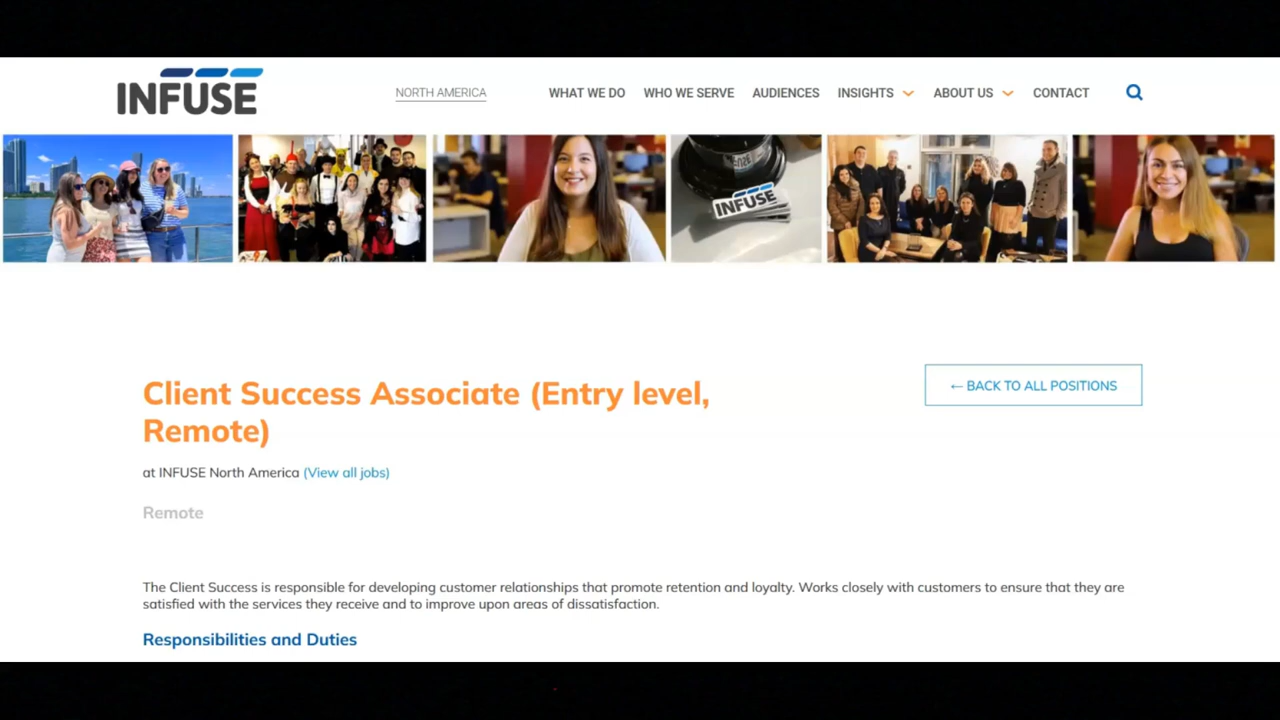 INFUSE
NORTH AMERICA
WHAT WE DO
WHO WE SERVE
AUDIENCES
INSIGHTS
ABOUT US
CONTACT
INFUSE
Client Success Associate (Entry level,
Remote)
← BACK TO ALL POSITIONS
at INFUSE North America (View all jobs)
Remote
The Client Success is responsible for developing customer relationships that promote retention and loyalty. Works closely with customers to ensure that they are
satisfied with the services they receive and to improve upon areas of dissatisfaction.
Responsibilities and Duties